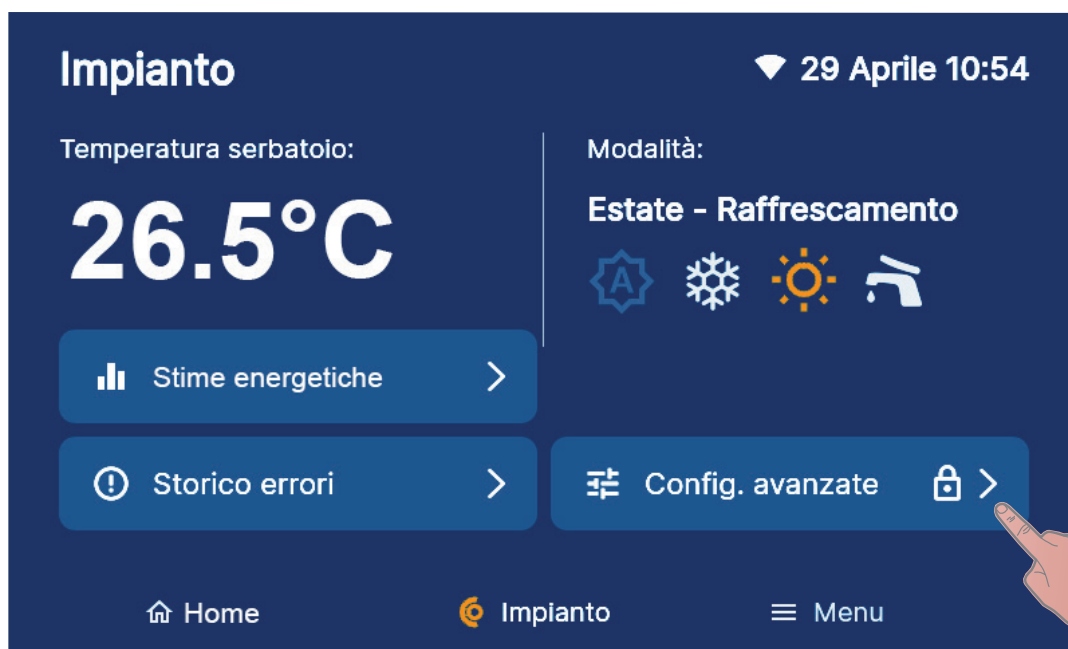 Impianto
29 Aprile 10:54
Temperatura serbatoio:
26.5°C
Modalità:
Estate - Raffrescamento
A
Stime energetiche
Storico errori
Config. avanzate
Home
Impianto
Menu